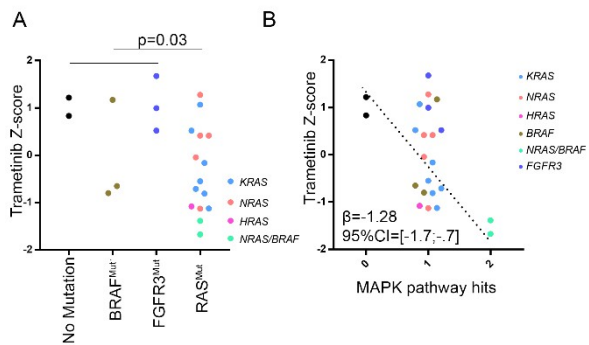 A
p=0.03
Trametinib Z-score
2
1
0
-1
-2
No Mutation
BRAFMut
FGFR3Mut
RASMut
KRAS
NRAS
HRAS
NRAS/BRAF
B
Trametinib Z-score
2
1
0
-1
-2
β=-1.28
95%CI=[-1.7;-.7]
0
1
2
MAPK pathway hits
KRAS
NRAS
HRAS
BRAF
NRAS/BRAF
FGFR3